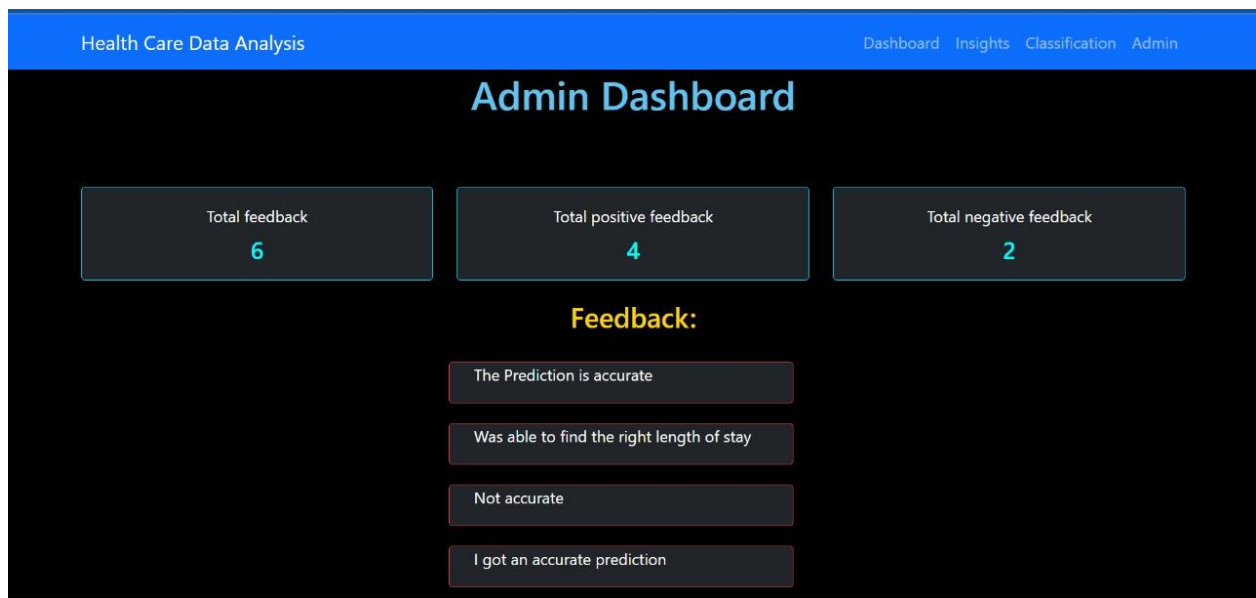 Health Care Data Analysis
Dashboard Insights Classification Admin
Admin Dashboard
Total feedback
6
Total positive feedback
4
Total negative feedback
2
Feedback:
The Prediction is accurate
Was able to find the right length of stay
Not accurate
I got an accurate prediction